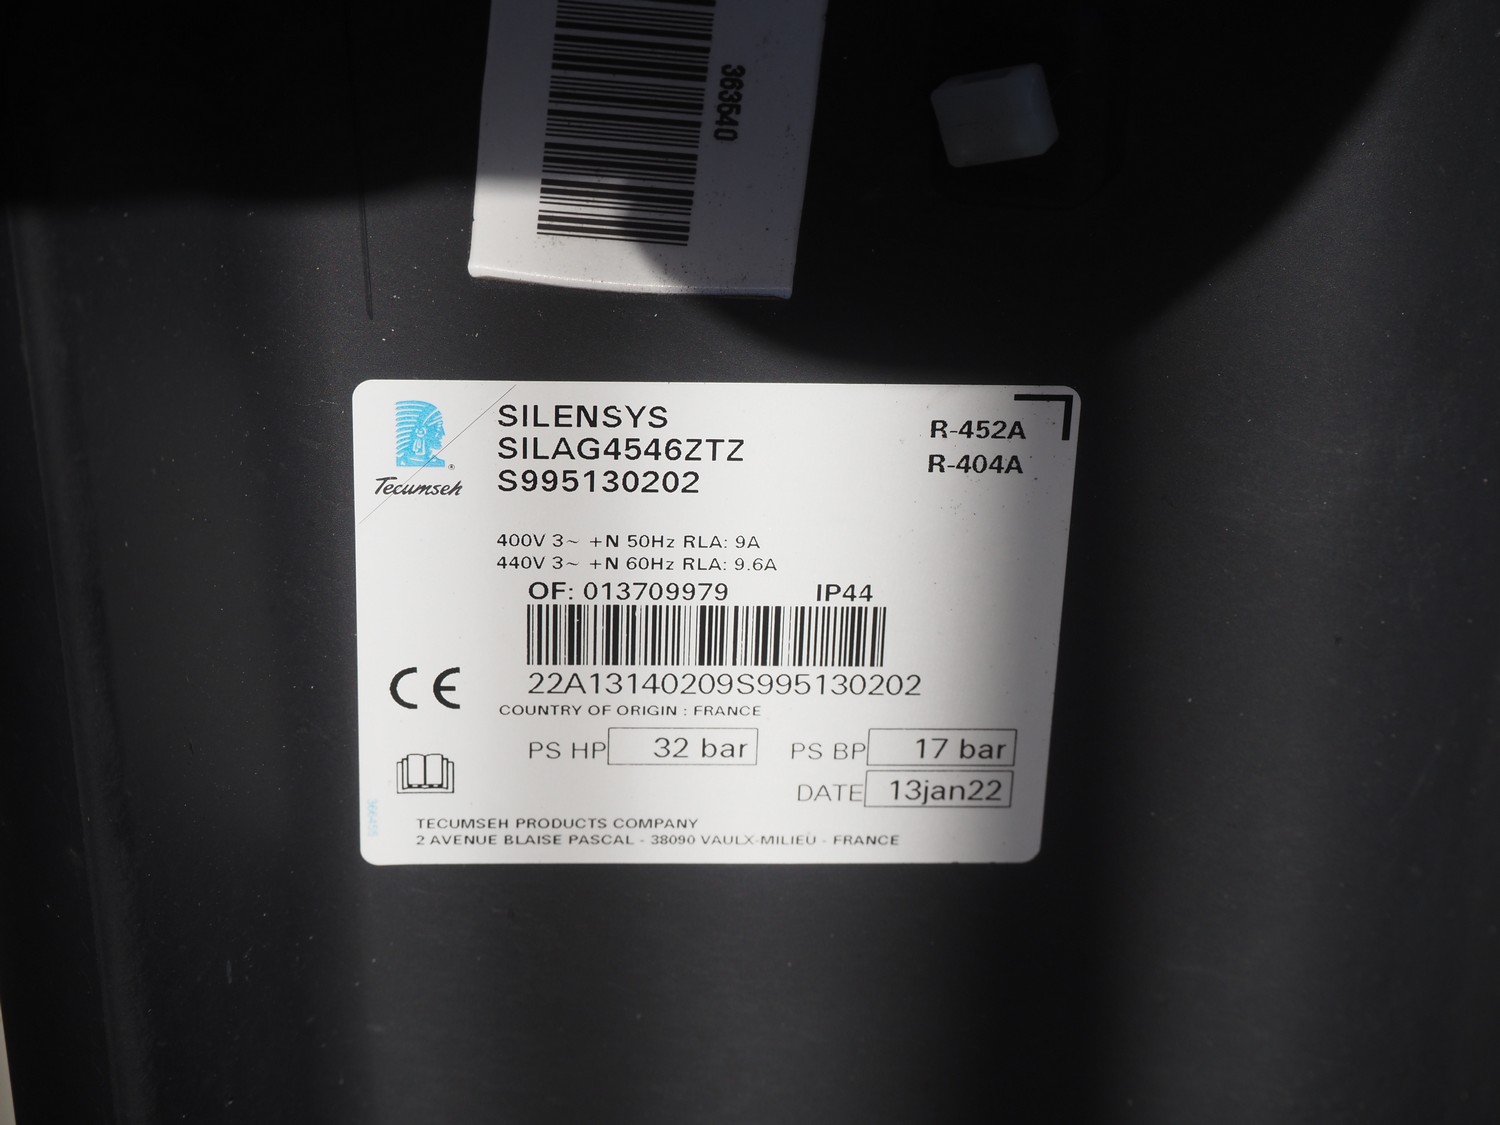 363540
SILENSYS
SILAG4546ZTZ
S995130202
R-452A
R-404A
®
Tecumseh
400V 3~ +N 50Hz RLA: 9A
440V 3~ +N 60Hz RLA: 9.6A
OF: 013709979 IP44
22A13140209S995130202
CE
COUNTRY OF ORIGIN : FRANCE
PS HP 32 bar PS BP 17 bar
DATE 13jan22
TECUMSEH PRODUCTS COMPANY
2 AVENUE BLAISE PASCAL - 38090 VAULX-MILIEU - FRANCE